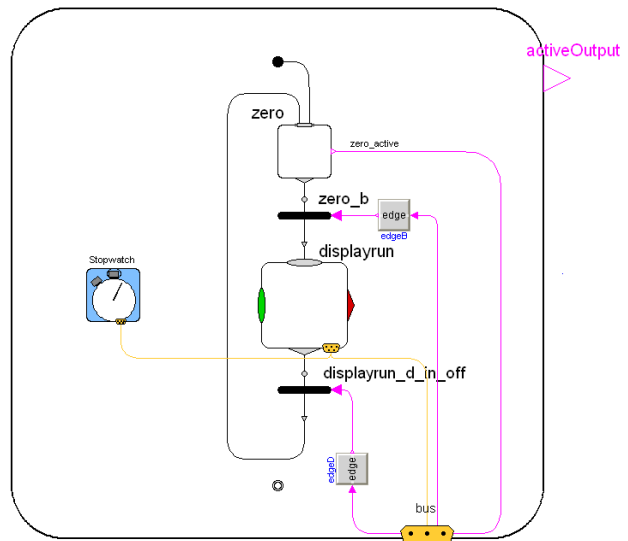 activeOutput
zero
zero_active
zero_b
edge
edgeB
displayrun
Stopwatch
displayrun_d_in_off
edge
edgeD
bus